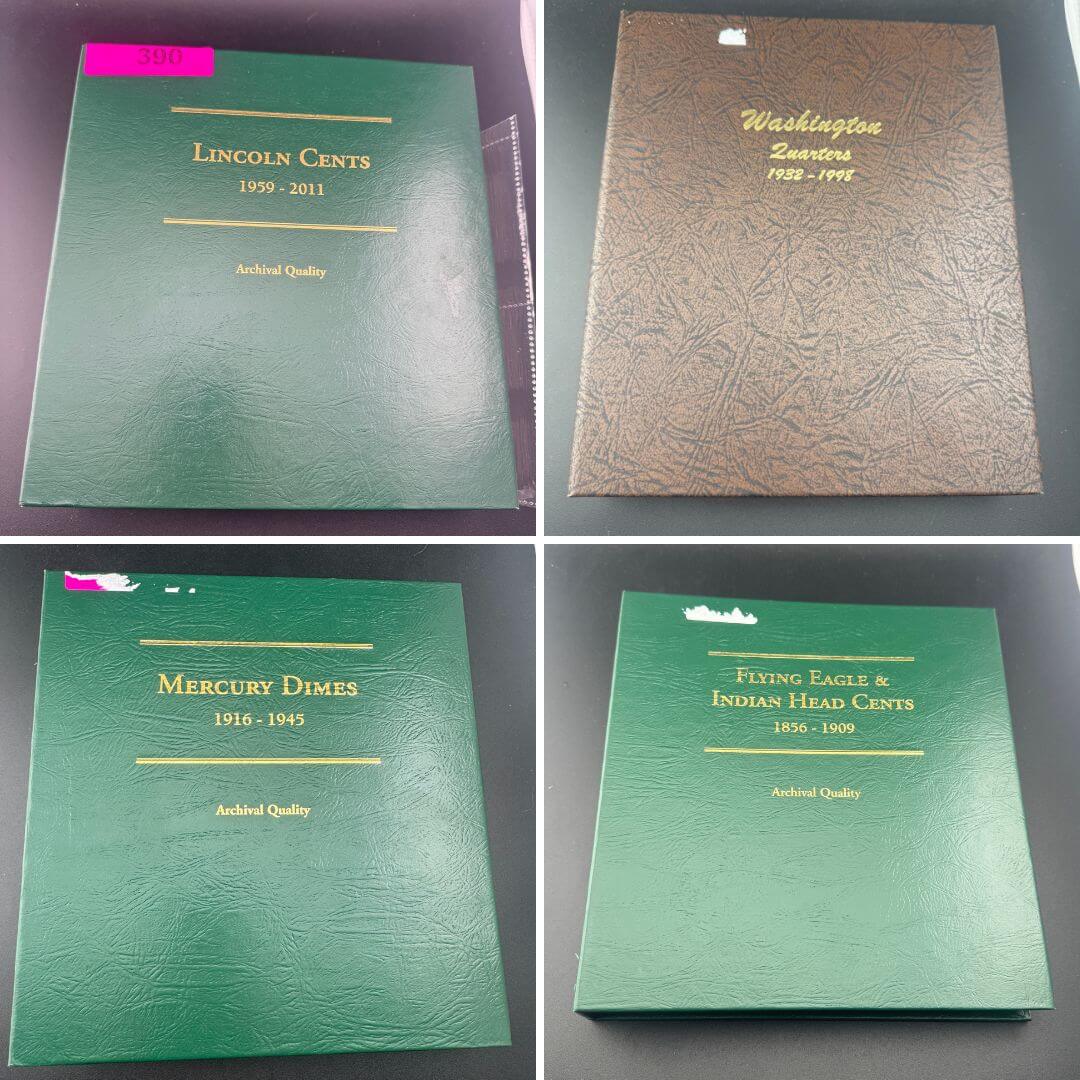 390
LINCOLN CENTS
1959 - 2011
Archival Quality
Washington
Quarters
1932 - 1998
MERCURY DIMES
1916 - 1945
Archival Quality
FLYING EAGLE &
INDIAN HEAD CENTS
1856 - 1909
Archival Quality